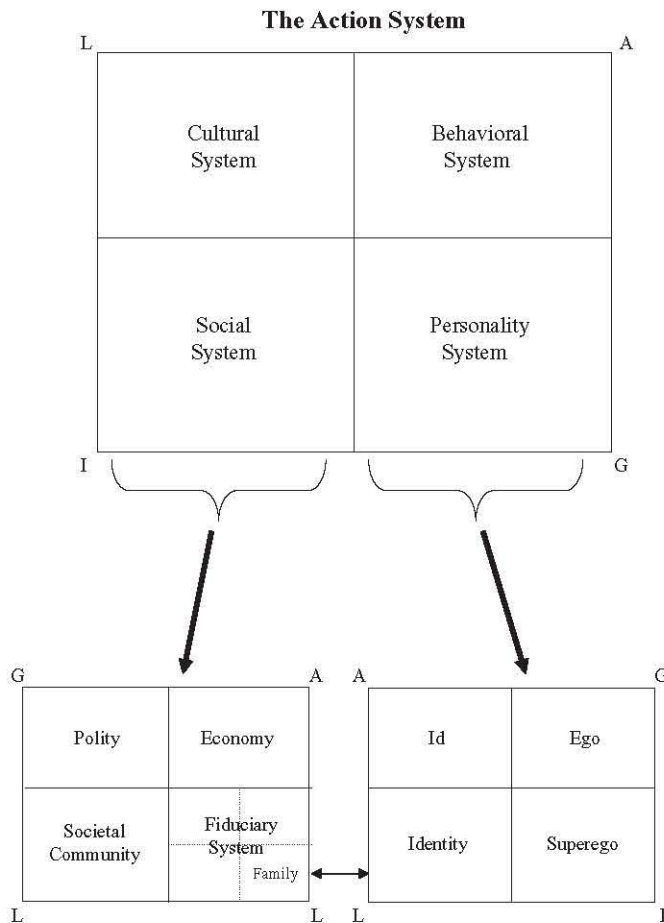 The Action System
L A
Cultural
System
Behavioral
System
Social
System
Personality
System
I G
G A
Polity Economy
Societal
Community
Fiduciary
System
Family
L L
A G
Id Ego
Identity Superego
L I